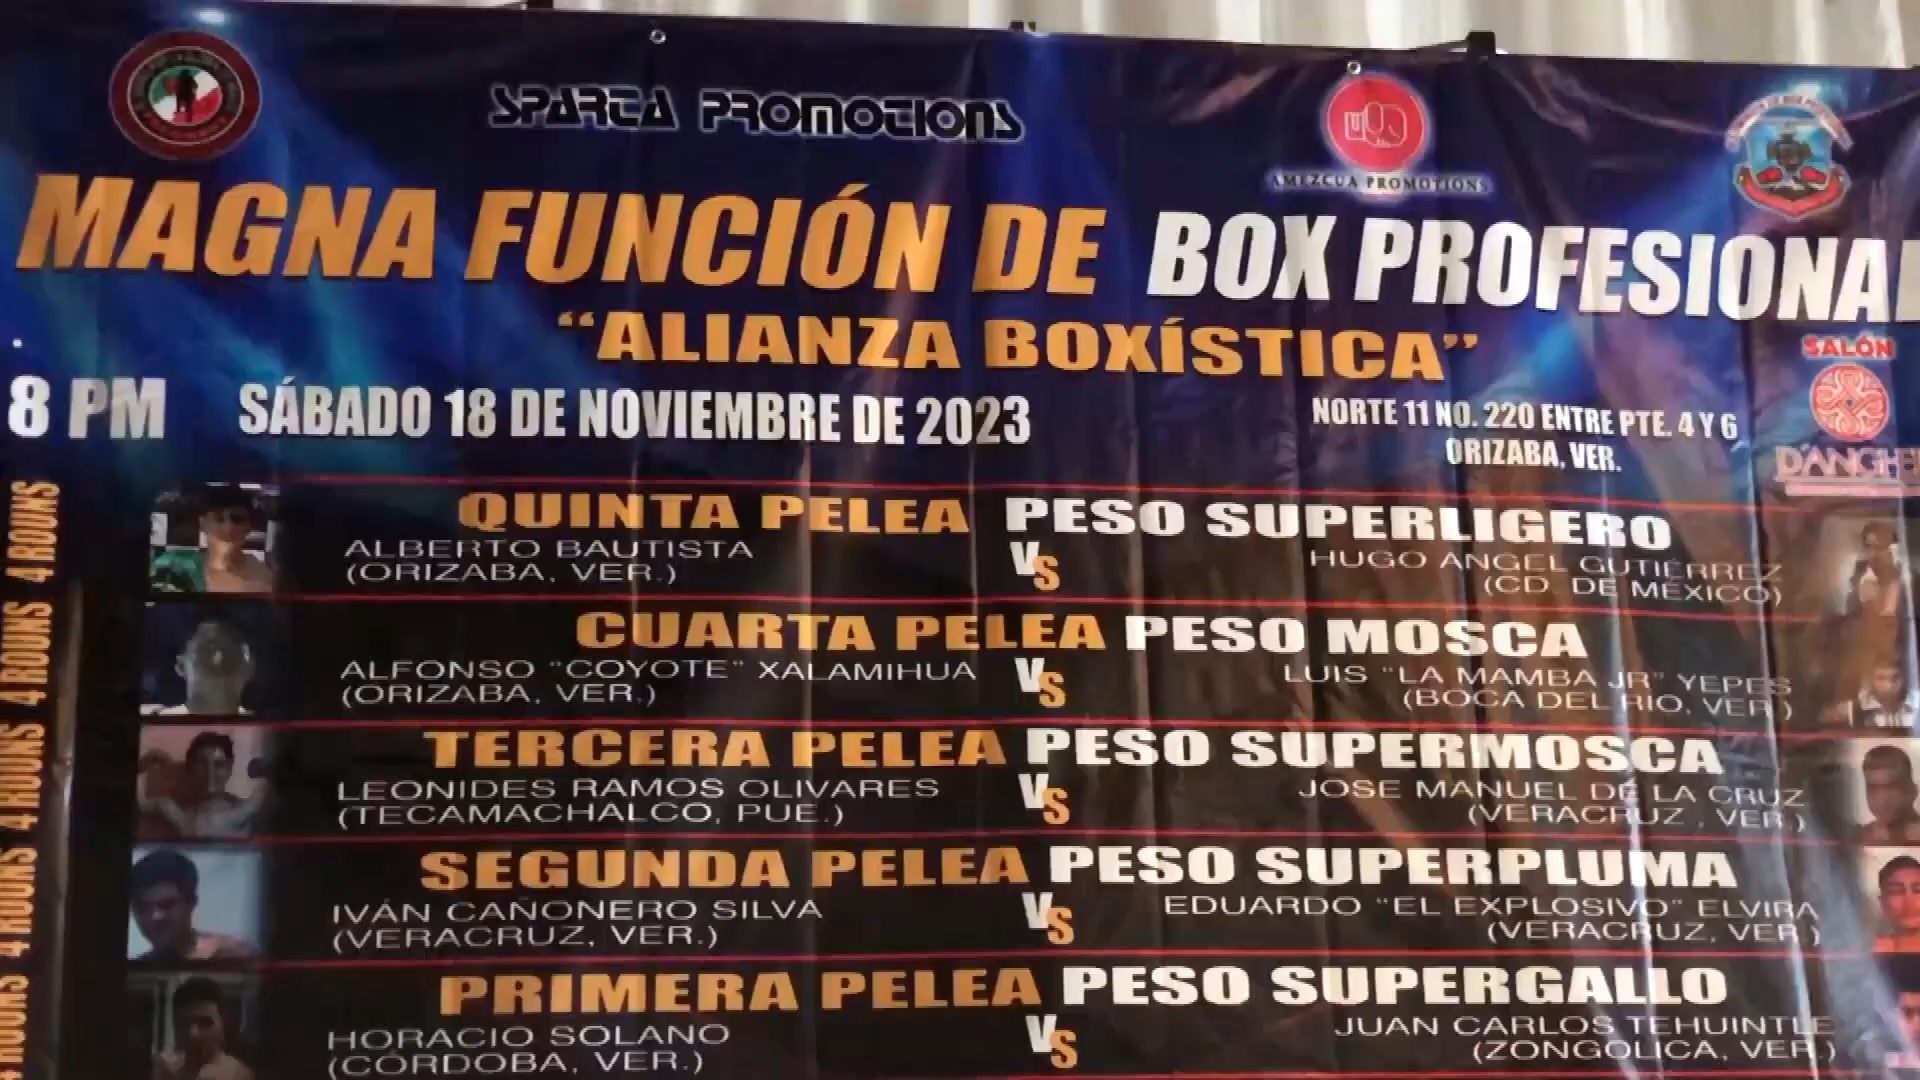 SPARTA PROMOTIONS
AMEZCUA PROMOTIONS
MAGNA FUNCIÓN DE BOX PROFESIONAL
“ALIANZA BOXÍSTICA”
SALÓN
8 PM SÁBADO 18 DE NOVIEMBRE DE 2023
NORTE 11 NO. 220 ENTRE PTE. 4 Y 6
ORIZABA, VER.
QUINTA PELEA PESO SUPERLIGERO
ALBERTO BAUTISTA VS HUGO ANGEL GUTIÉRREZ
(ORIZABA, VER.) (CD. DE MÉXICO)
4 ROUNS
CUARTA PELEA PESO MOSCA
ALFONSO "COYOTE" XALAMIHUA VS LUIS "LA MAMBA JR" YEPES
(ORIZABA, VER.) (BOCA DEL RIO, VER.)
4 ROUNS
TERCERA PELEA PESO SUPERMOSCA
LEONIDES RAMOS OLIVARES VS JOSE MANUEL DE LA CRUZ
(TECAMACHALCO, PUE.) (VERACRUZ , VER.)
4 ROUNS
SEGUNDA PELEA PESO SUPERPLUMA
IVÁN CAÑONERO SILVA VS EDUARDO "EL EXPLOSIVO" ELVIRA
(VERACRUZ, VER.) (VERACRUZ, VER.)
4 ROUNS
PRIMERA PELEA PESO SUPERGALLO
HORACIO SOLANO VS JUAN CARLOS TEHUINTLE
(CÓRDOBA, VER.) (ZONGOLICA, VER.)
4 ROUNS